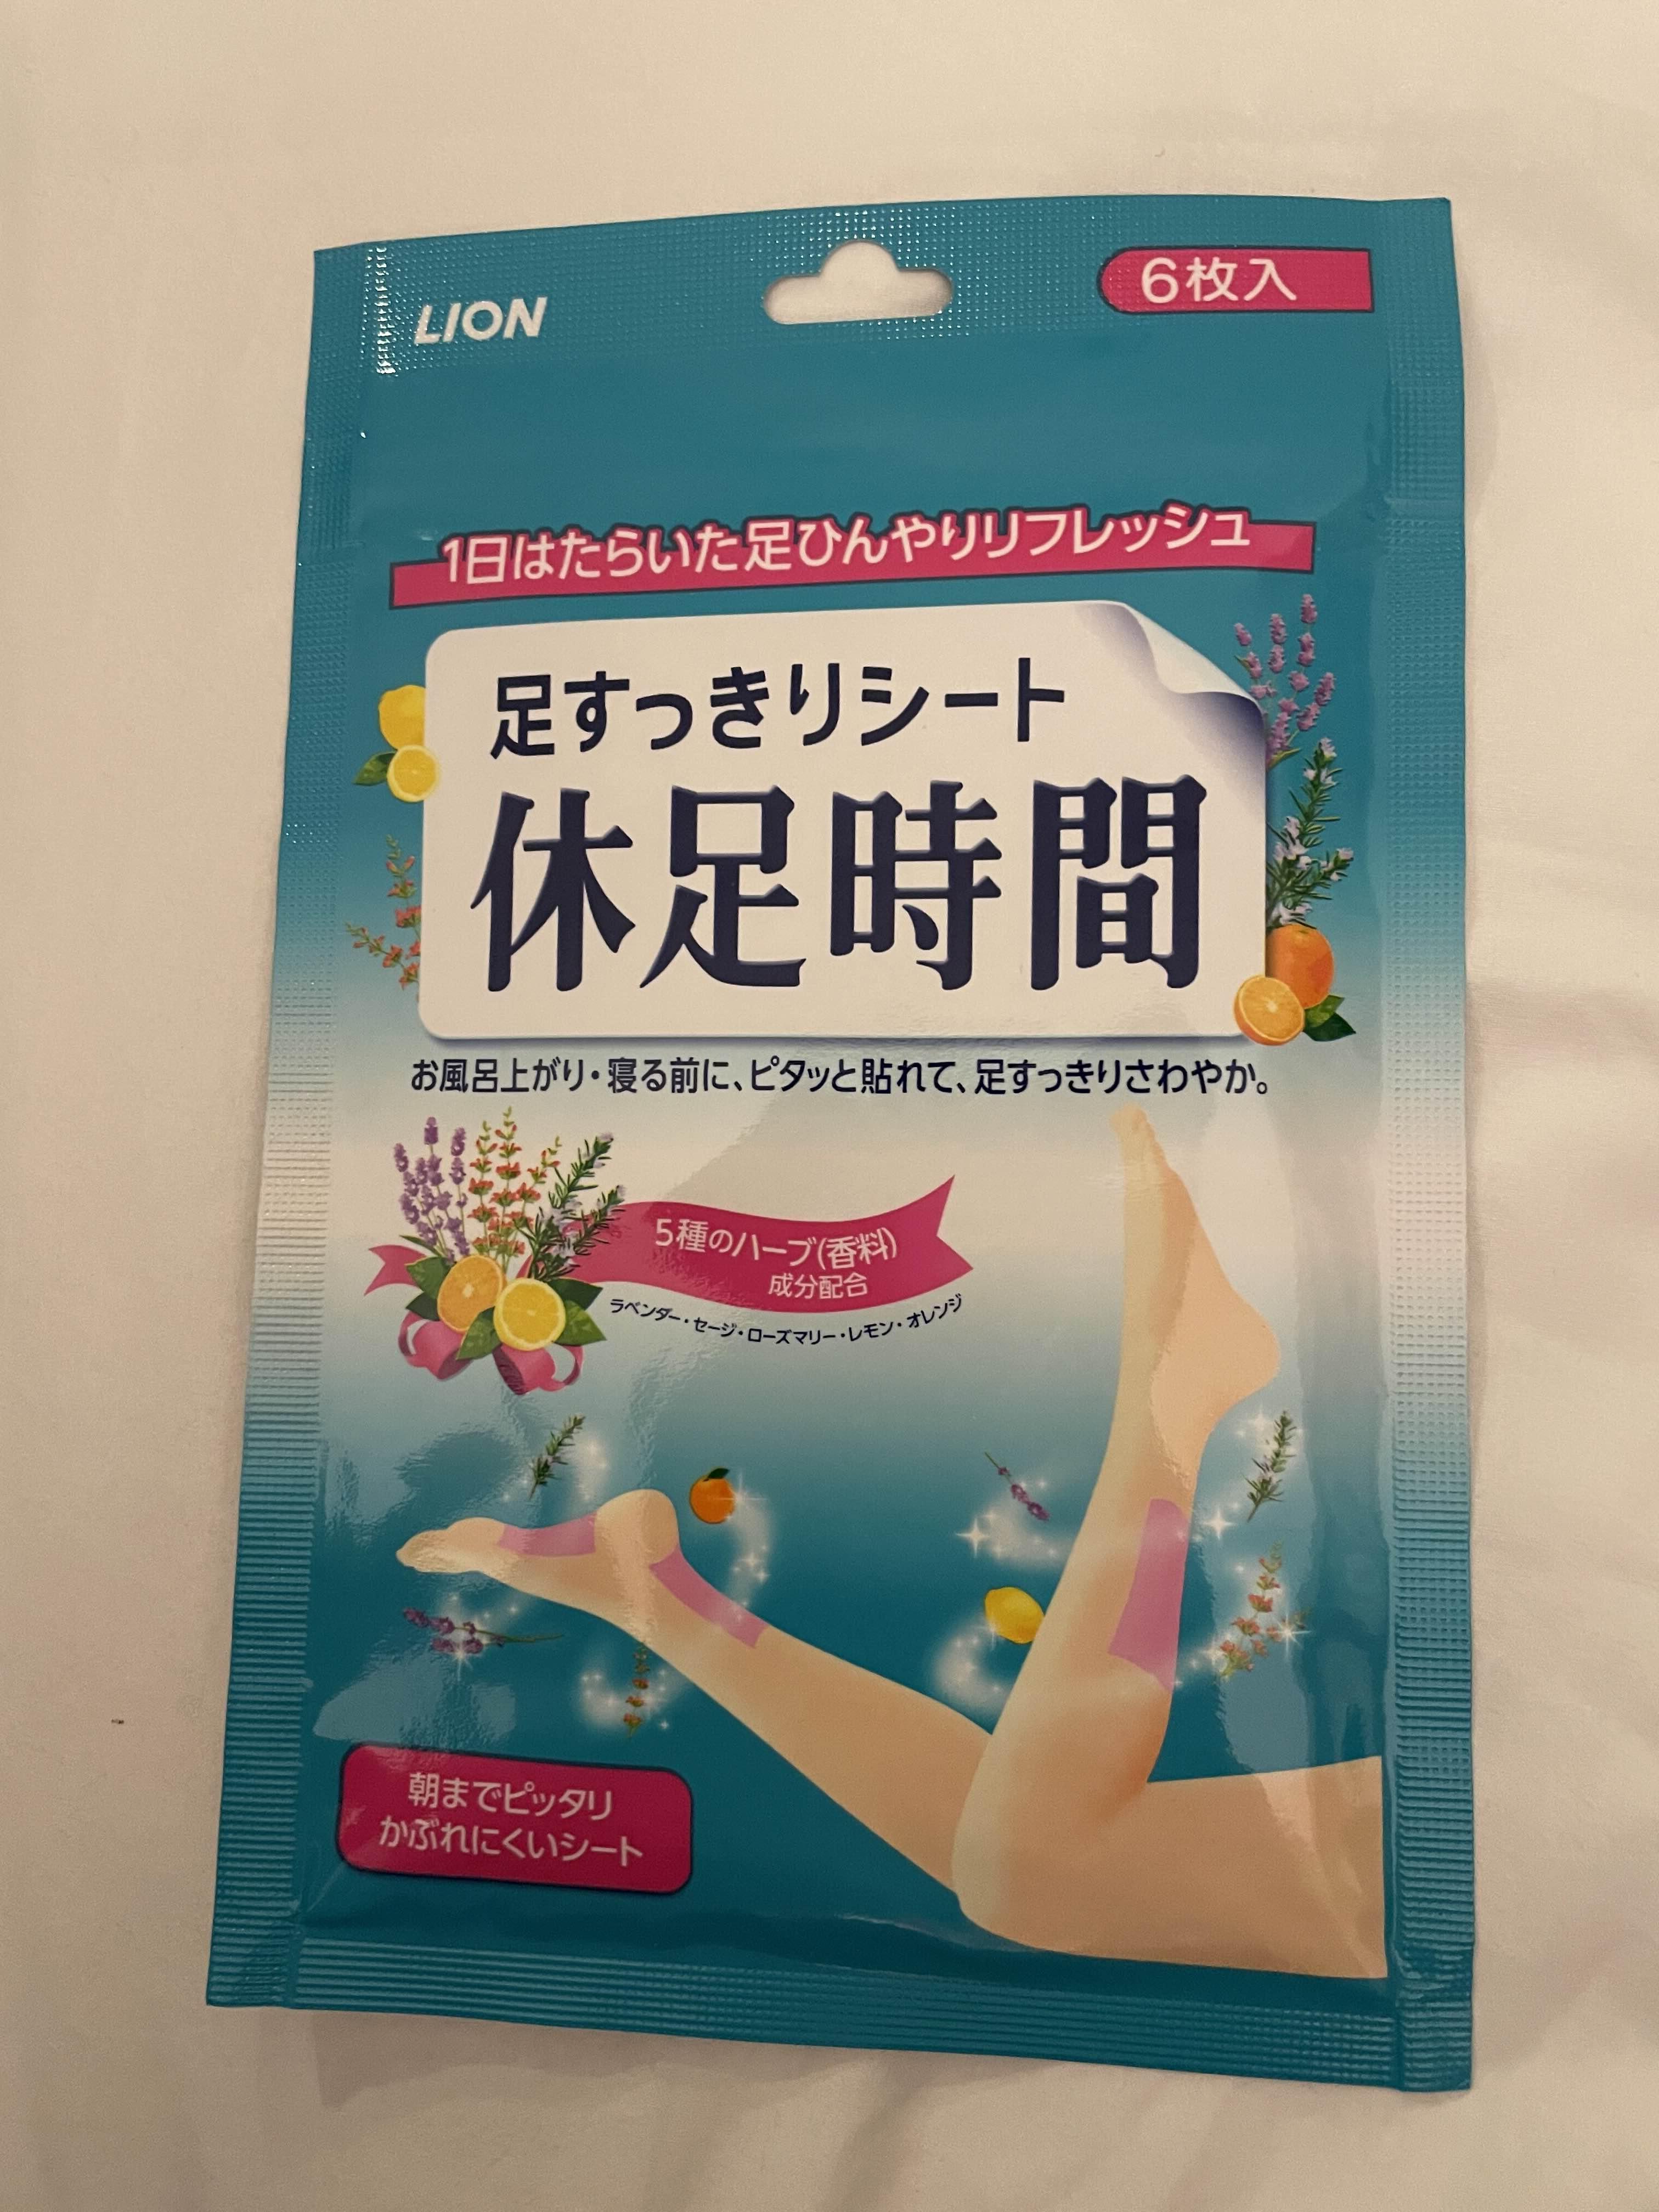 LION
6枚入
1日はたらいた足ひんやりリフレッシュ
足すっきりシート
休足時間
お風呂上がり・寝る前に、ピタッと貼れて、足すっきりさわやか。
5種のハーブ(香料)
成分配合
ラベンダー・セージ・ローズマリー・レモン・オレンジ
朝までピッタリ
かぶれにくいシート